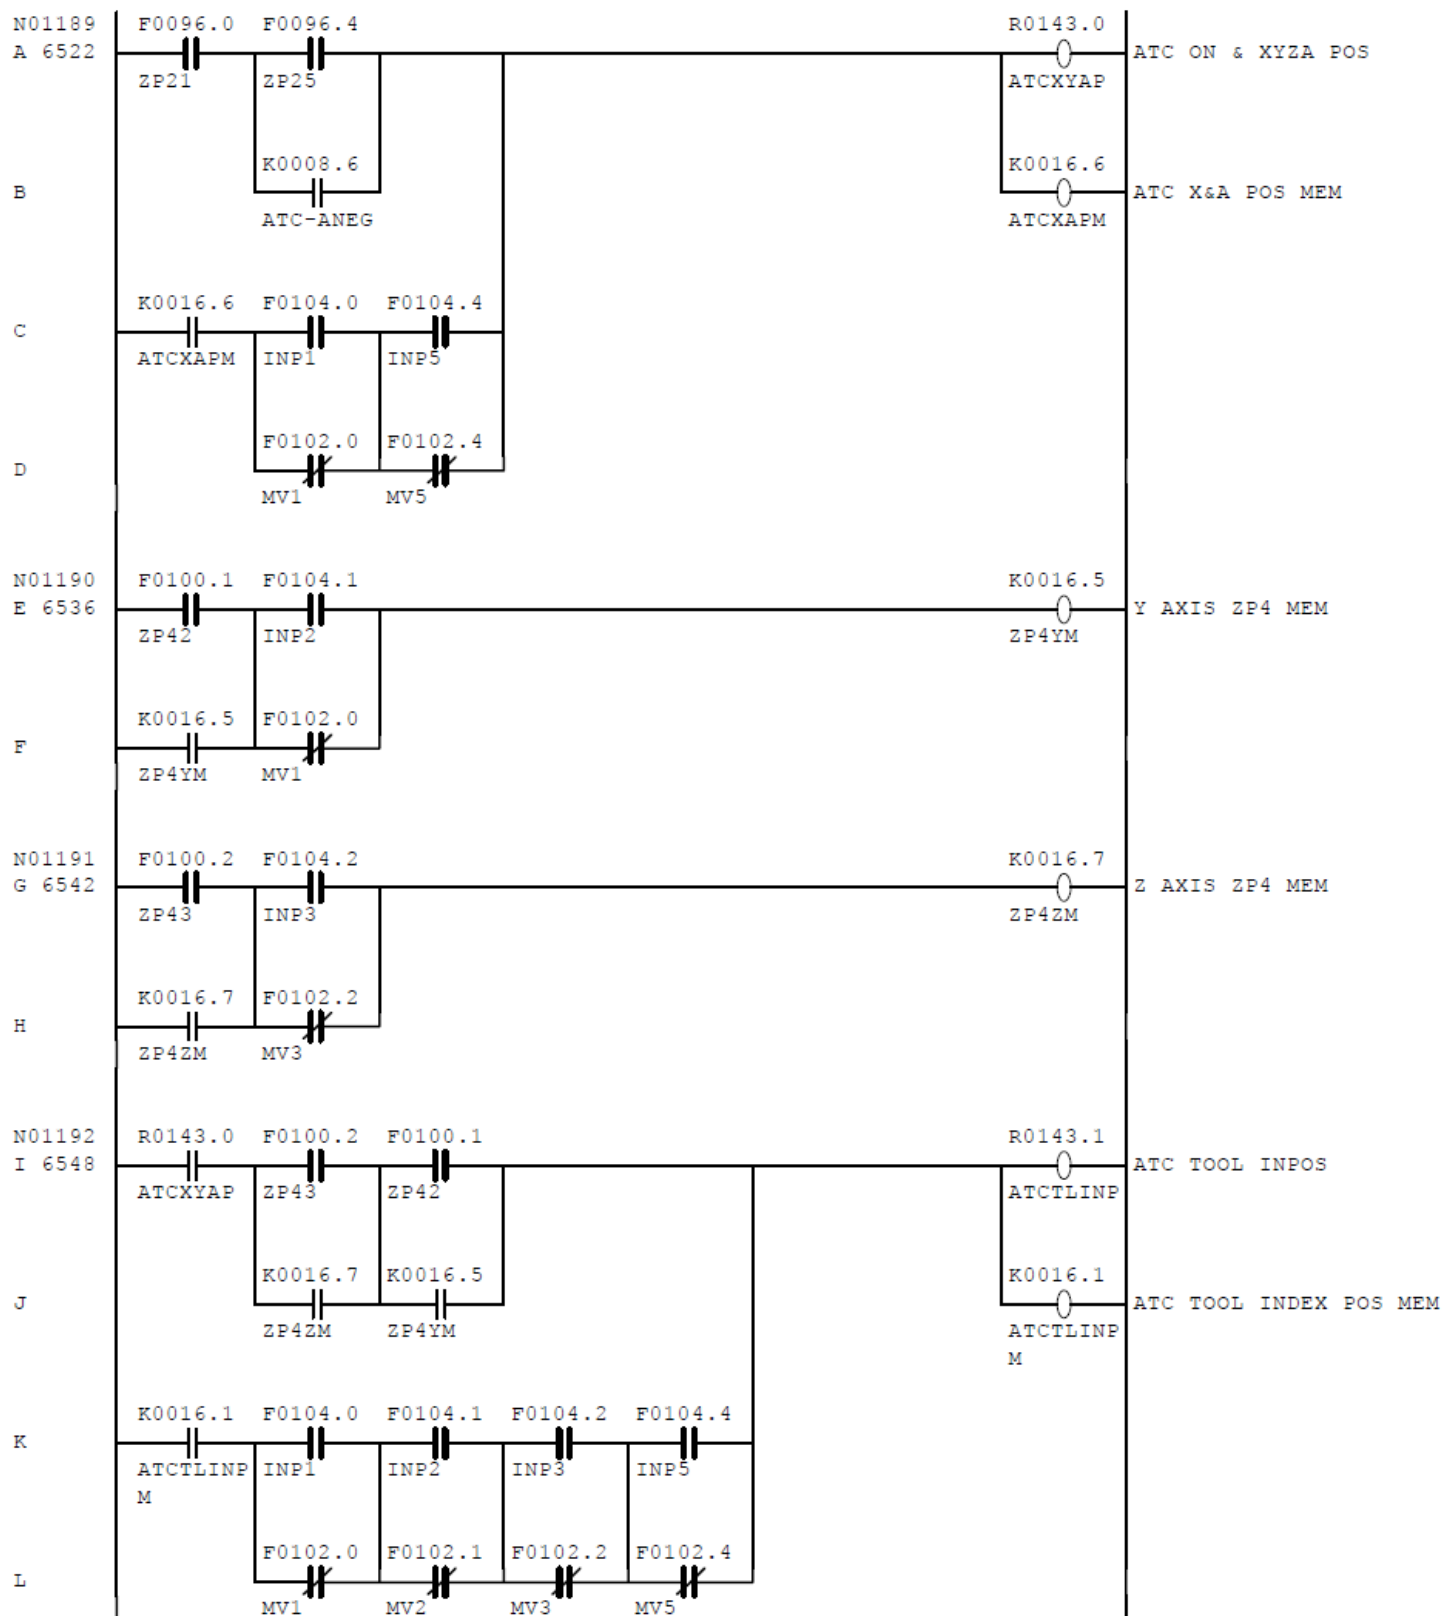 N01189 F0096.0 F0096.4 R0143.0
A 6522 ATC ON & XYZA POS
ZP21 ZP25 ATCXYAP
K0008.6 K0016.6
B ATC X&A POS MEM
ATC-ANEG ATCXAPM
K0016.6 F0104.0 F0104.4
C
ATCXAPM INP1 INP5
F0102.0 F0102.4
D
MV1 MV5
N01190 F0100.1 F0104.1 K0016.5
E 6536 Y AXIS ZP4 MEM
ZP42 INP2 ZP4YM
K0016.5 F0102.0
F
ZP4YM MV1
N01191 F0100.2 F0104.2 K0016.7
G 6542 Z AXIS ZP4 MEM
ZP43 INP3 ZP4ZM
K0016.7 F0102.2
H
ZP4ZM MV3
N01192 R0143.0 F0100.2 F0100.1 R0143.1
I 6548 ATC TOOL INPOS
ATCXYAP ZP43 ZP42 ATCTLINP
K0016.7 K0016.5 K0016.1
J ATC TOOL INDEX POS MEM
ZP4ZM ZP4YM ATCTLINP
M
K0016.1 F0104.0 F0104.1 F0104.2 F0104.4
K
ATCTLINP INP1 INP2 INP3 INP5
M
F0102.0 F0102.1 F0102.2 F0102.4
L
MV1 MV2 MV3 MV5